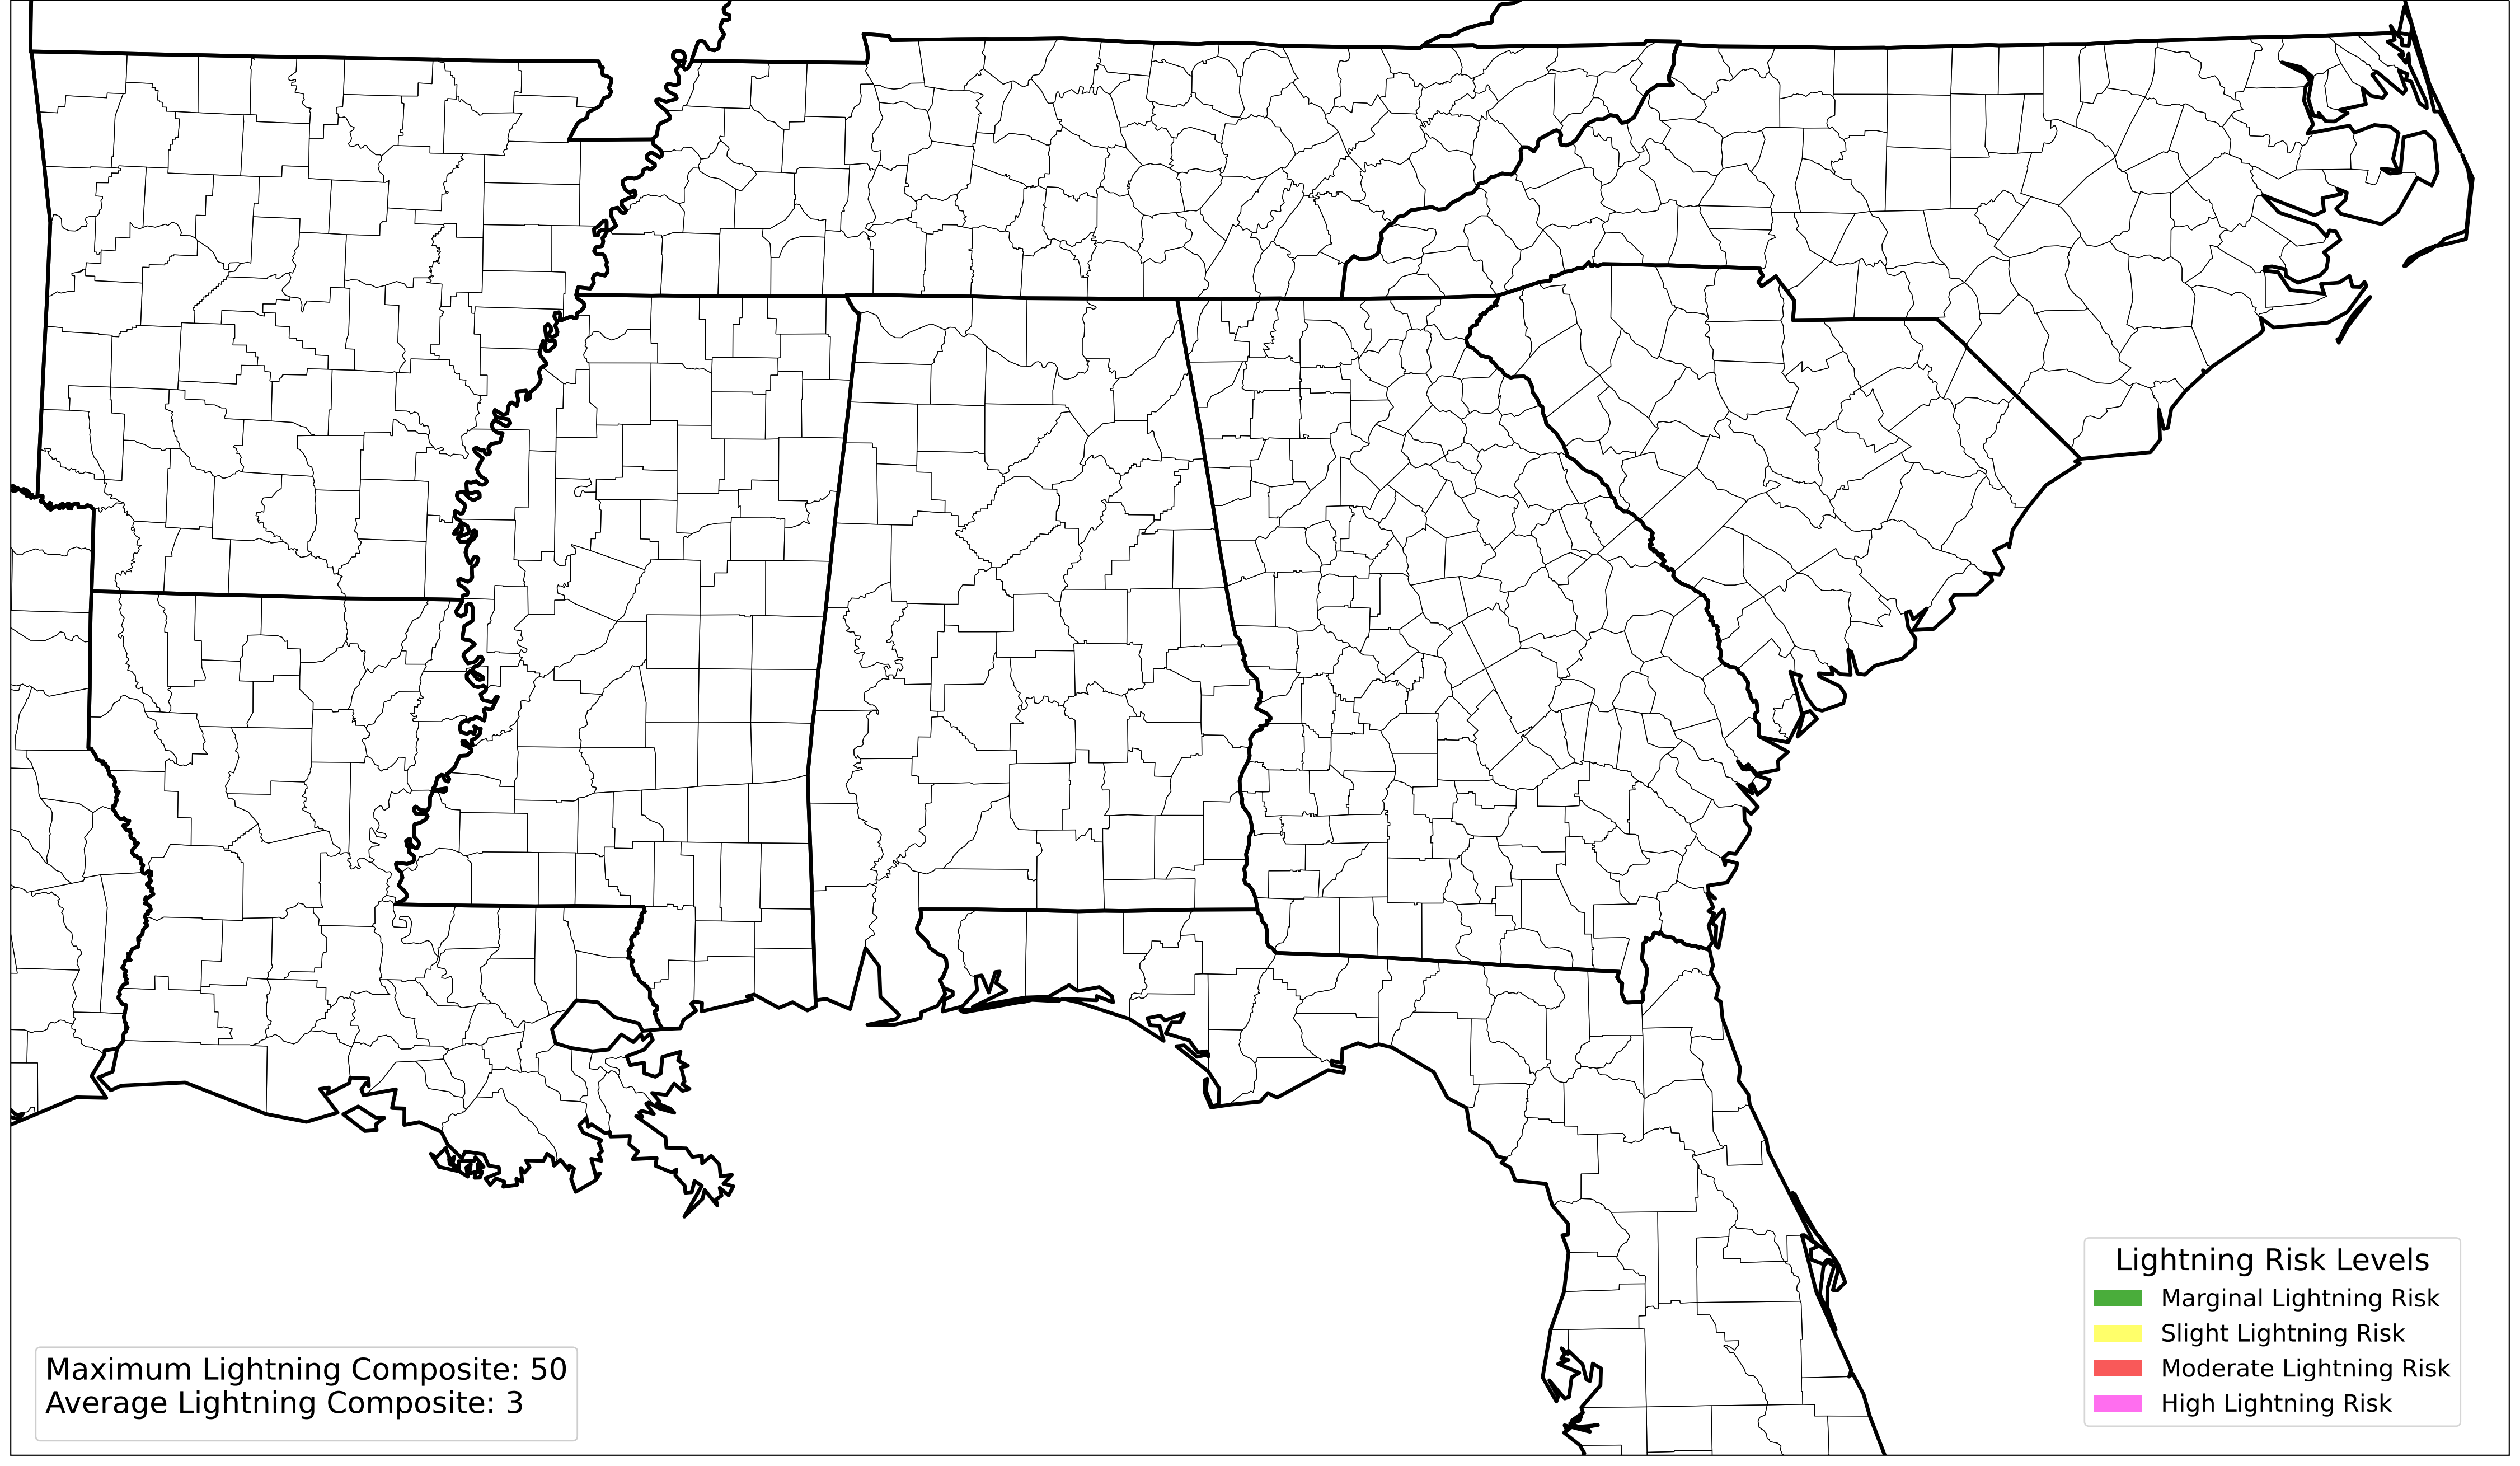 Maximum Lightning Composite: 50
Average Lightning Composite: 3
Lightning Risk Levels
Marginal Lightning Risk
Slight Lightning Risk
Moderate Lightning Risk
High Lightning Risk